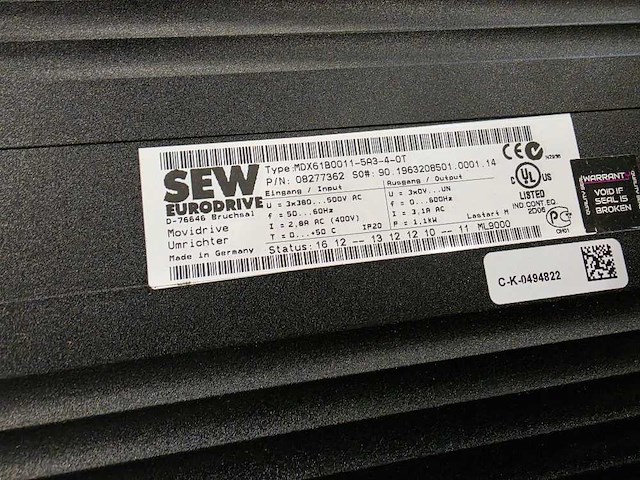 SEW
EURODRIVE
D-76646 Bruchsal
Movidrive
Umrichter
Made in Germany
Type:MDX61B0011-5A3-4-0T
P/N: 08277362 SO#: 90.1963208501.0001.14
Eingang / Input
U = 3x380...500V AC
f = 50...60Hz
I = 2,8A AC (400V)
T = 0...+50 C
IP20
Ausgang / Output
U = 3x0V...UN
f = 0...600Hz
I = 3,1A AC
P = 1,1kW
Lastart M
Status: 16 12 -- 13 12 12 10 -- 11 ML9000
CE
C UL US
LISTED
IND.CONT.EQ.
2D06
WARRANTY
VOID IF
SEAL IS
BROKEN
C-K-0494822